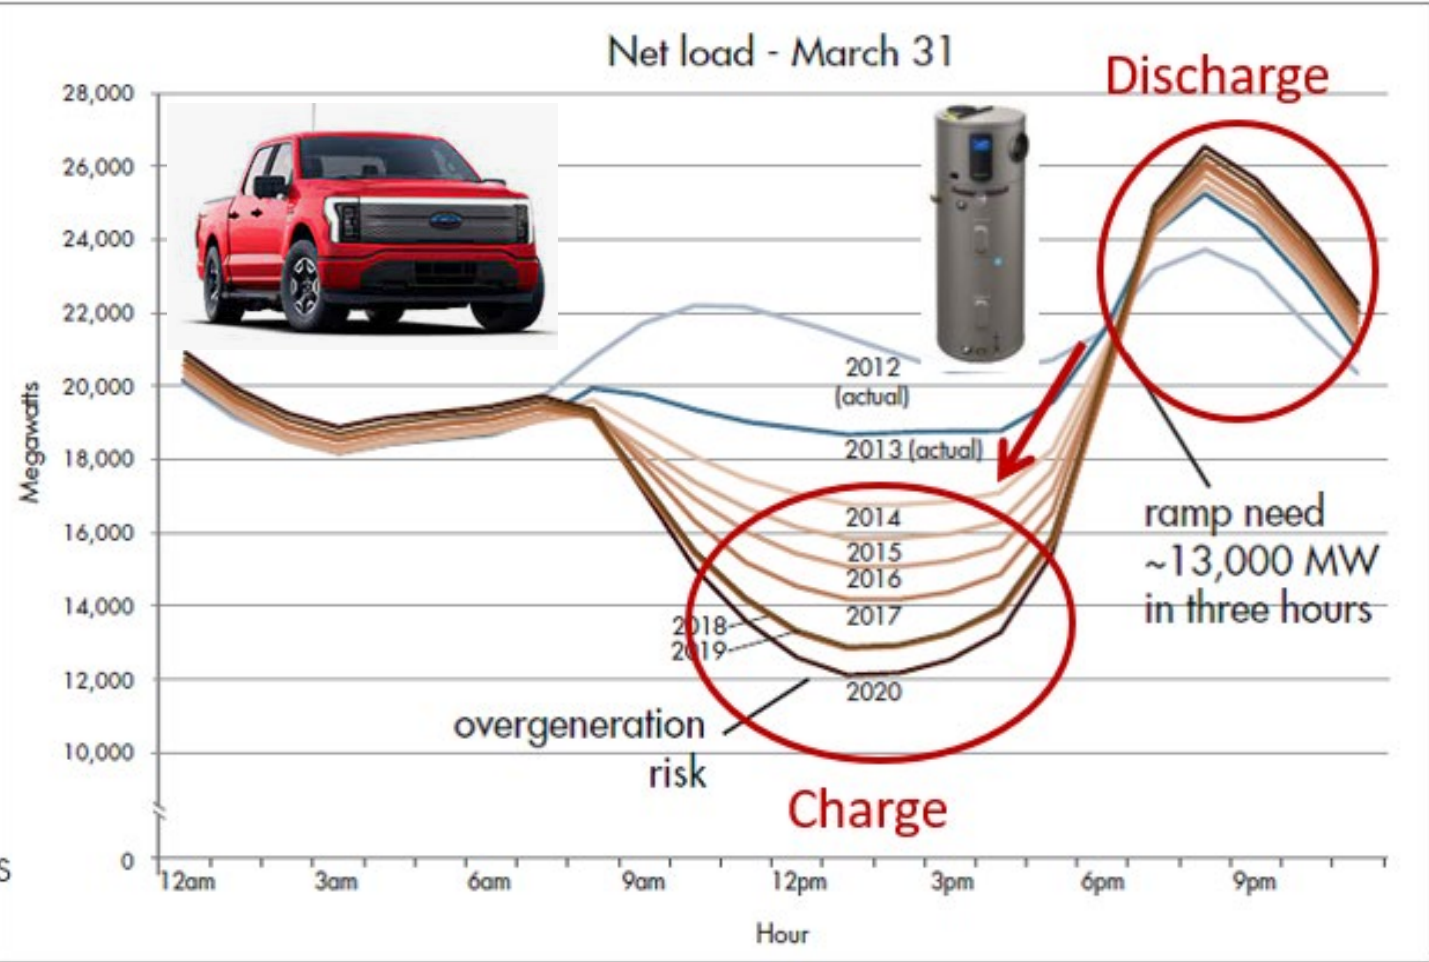 Net load - March 31
Discharge
28,000
26,000
24,000
22,000
20,000
18,000
16,000
14,000
12,000
10,000
0
Megawatts
2012
(actual)
2013 (actual)
2014
2015
2016
2017
2018
2019
2020
ramp need
~13,000 MW
in three hours
overgeneration
risk
Charge
S
12am
3am
6am
9am
12pm
3pm
6pm
9pm
Hour